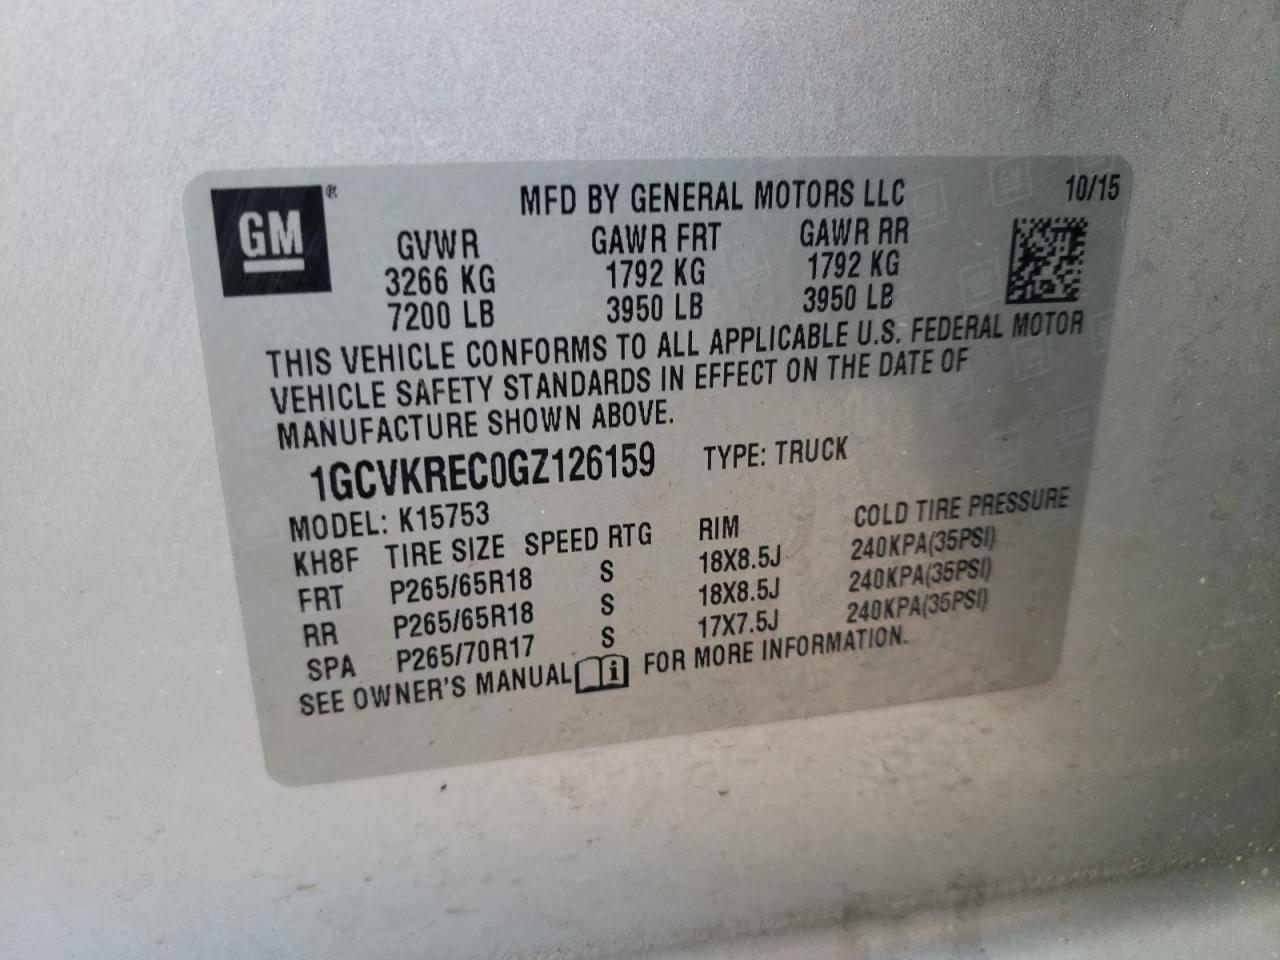 GM®
MFD BY GENERAL MOTORS LLC 10/15
GVWR GAWR FRT GAWR RR
3266 KG 1792 KG 1792 KG
7200 LB 3950 LB 3950 LB
THIS VEHICLE CONFORMS TO ALL APPLICABLE U.S. FEDERAL MOTOR
VEHICLE SAFETY STANDARDS IN EFFECT ON THE DATE OF
MANUFACTURE SHOWN ABOVE.
1GCVKREC0GZ126159 TYPE: TRUCK
MODEL: K15753
KH8F TIRE SIZE SPEED RTG RIM COLD TIRE PRESSURE
FRT P265/65R18 S 18X8.5J 240KPA(35PSI)
RR P265/65R18 S 18X8.5J 240KPA(35PSI)
SPA P265/70R17 S 17X7.5J 240KPA(35PSI)
SEE OWNER'S MANUAL i FOR MORE INFORMATION.